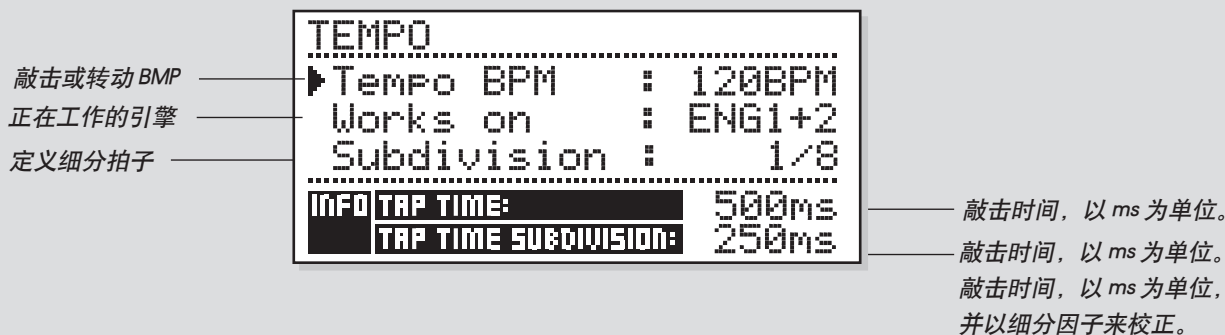 TEMPO
敲击或转动 BMP
Tempo BPM : 120BPM
正在工作的引擎
Works on : ENG1+2
定义细分拍子
Subdivision : 1/8
INFO TAP TIME: 500ms
敲击时间，以 ms 为单位。
TAP TIME SUBDIVISION: 250ms
敲击时间，以 ms 为单位。
敲击时间，以 ms 为单位，
并以细分因子来校正。